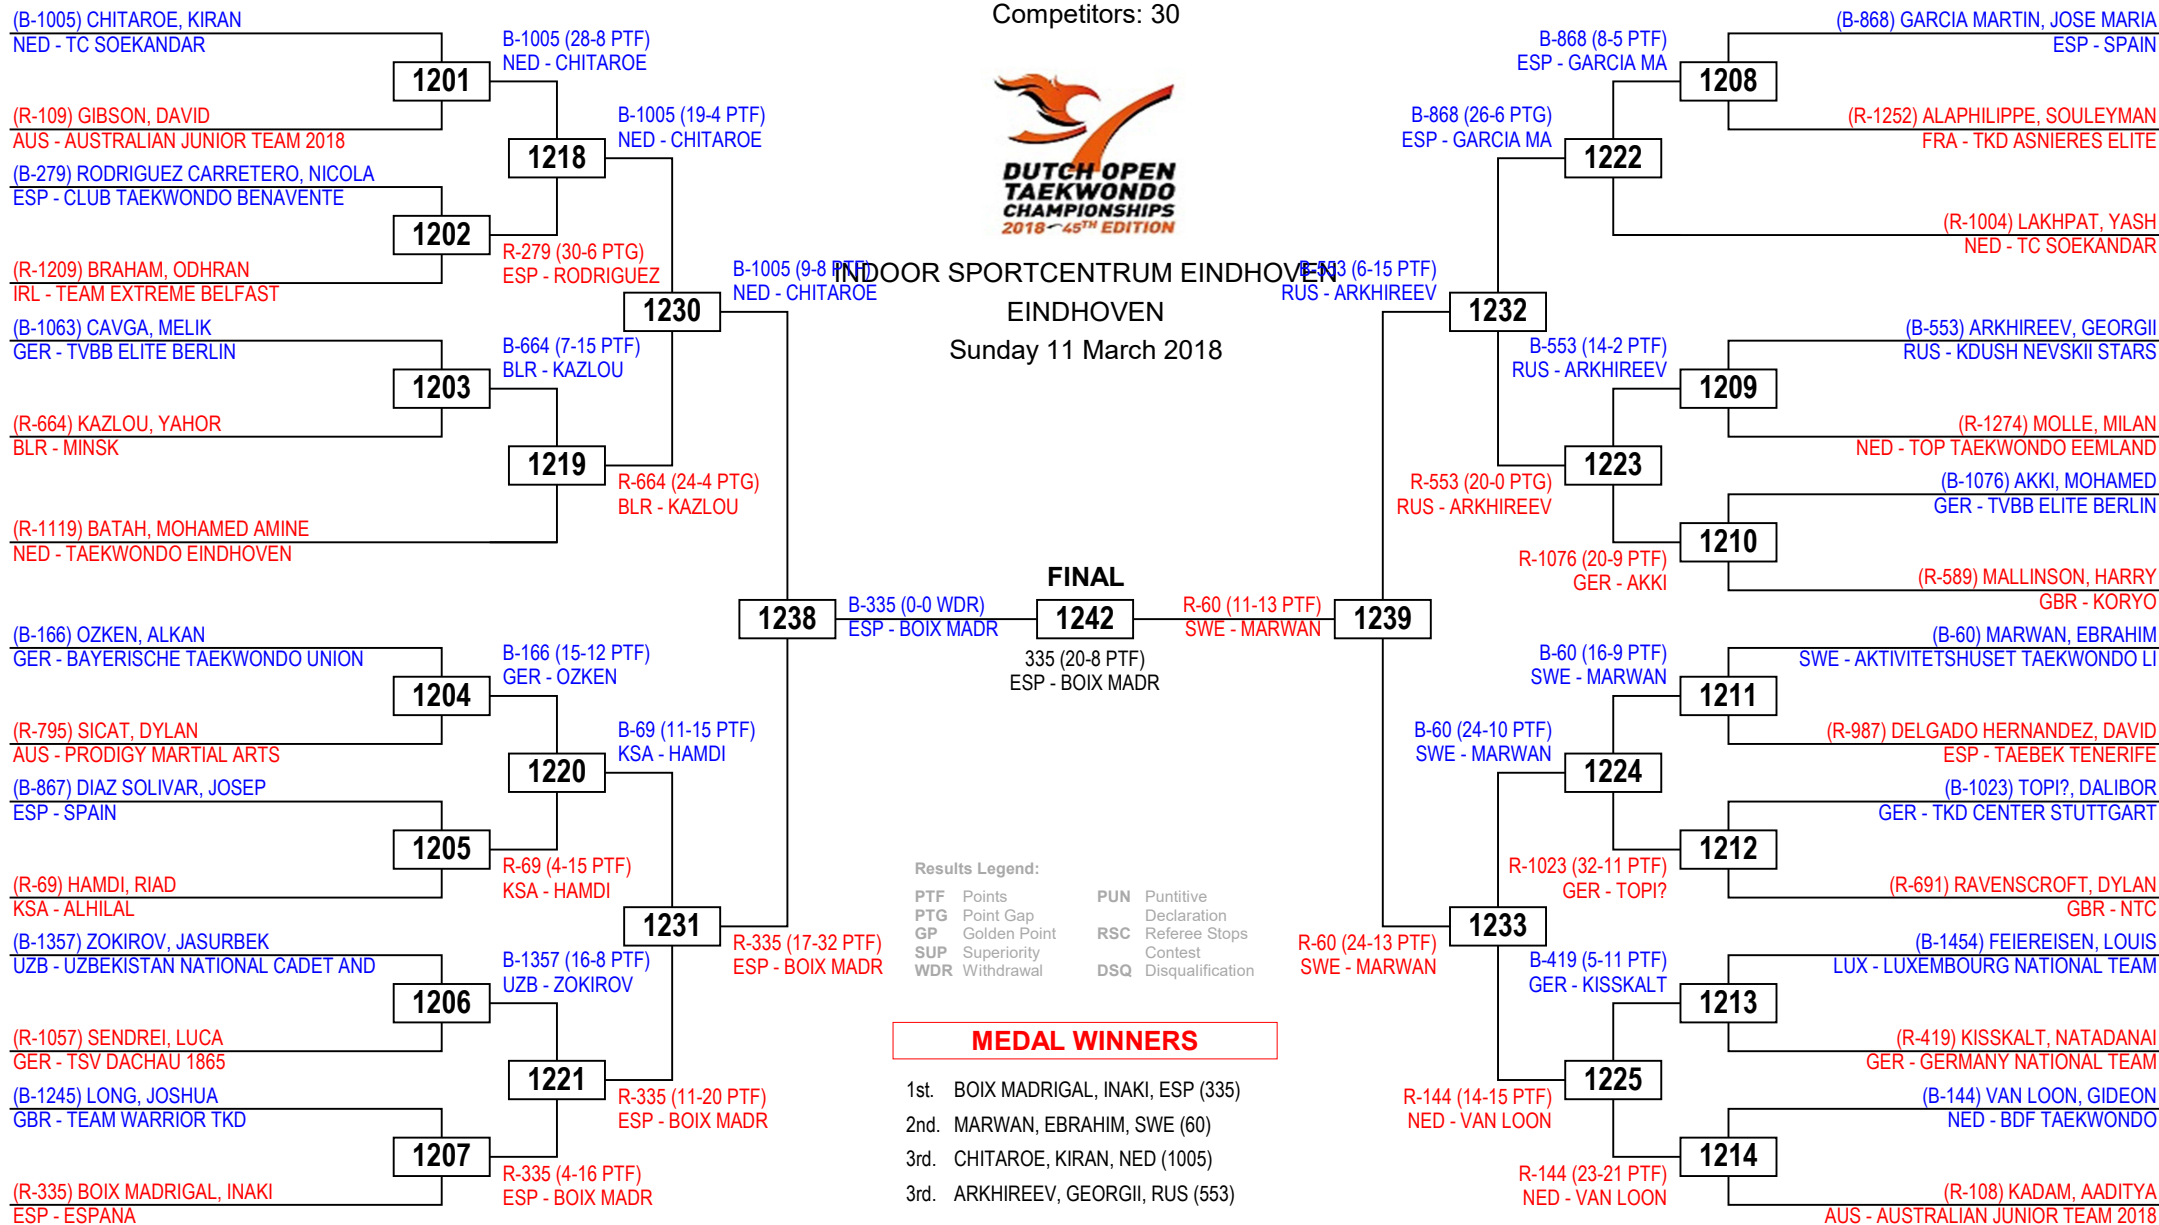 Competitors: 30
(B-1005) CHITAROE, KIRAN
NED - TC SOEKANDAR
1201
(R-109) GIBSON, DAVID
AUS - AUSTRALIAN JUNIOR TEAM 2018
(B-279) RODRIGUEZ CARRETERO, NICOLA
ESP - CLUB TAEKWONDO BENAVENTE
1202
(R-1209) BRAHAM, ODHRAN
IRL - TEAM EXTREME BELFAST
(B-1063) CAVGA, MELIK
GER - TVBB ELITE BERLIN
1203
(R-664) KAZLOU, YAHOR
BLR - MINSK
(R-1119) BATAH, MOHAMED AMINE
NED - TAEKWONDO EINDHOVEN
(B-166) OZKEN, ALKAN
GER - BAYERISCHE TAEKWONDO UNION
1204
(R-795) SICAT, DYLAN
AUS - PRODIGY MARTIAL ARTS
(B-867) DIAZ SOLIVAR, JOSEP
ESP - SPAIN
1205
(R-69) HAMDI, RIAD
KSA - ALHILAL
(B-1357) ZOKIROV, JASURBEK
UZB - UZBEKISTAN NATIONAL CADET AND
1206
(R-1057) SENDREI, LUCA
GER - TSV DACHAU 1865
(B-1245) LONG, JOSHUA
GBR - TEAM WARRIOR TKD
1207
(R-335) BOIX MADRIGAL, INAKI
ESP - ESPANA
B-1005 (28-8 PTF)
NED - CHITAROE
1218
R-279 (30-6 PTG)
ESP - RODRIGUEZ
B-664 (7-15 PTF)
BLR - KAZLOU
1219
B-166 (15-12 PTF)
GER - OZKEN
1220
R-69 (4-15 PTF)
KSA - HAMDI
B-1357 (16-8 PTF)
UZB - ZOKIROV
1221
R-335 (4-16 PTF)
ESP - BOIX MADR
B-1005 (19-4 PTF)
NED - CHITAROE
1230
R-664 (24-4 PTG)
BLR - KAZLOU
B-69 (11-15 PTF)
KSA - HAMDI
1231
R-335 (11-20 PTF)
ESP - BOIX MADR
B-1005 (9-8 PTF)
NED - CHITAROE
1238
R-335 (17-32 PTF)
ESP - BOIX MADR
DUTCH OPEN
TAEKWONDO
CHAMPIONSHIPS
2018 45TH EDITION
INDOOR SPORTCENTRUM EINDHOVEN
EINDHOVEN
Sunday 11 March 2018
FINAL
B-335 (0-0 WDR)
ESP - BOIX MADR
1242
R-60 (11-13 PTF)
SWE - MARWAN
335 (20-8 PTF)
ESP - BOIX MADR
Results Legend:
PTF Points
PTG Point Gap
GP Golden Point
SUP Superiority
WDR Withdrawal
PUN Puntitive
Declaration
RSC Referee Stops
Contest
DSQ Disqualification
MEDAL WINNERS
1st. BOIX MADRIGAL, INAKI, ESP (335)
2nd. MARWAN, EBRAHIM, SWE (60)
3rd. CHITAROE, KIRAN, NED (1005)
3rd. ARKHIREEV, GEORGII, RUS (553)
B-553 (6-15 PTF)
RUS - ARKHIREEV
1239
R-60 (24-13 PTF)
SWE - MARWAN
B-868 (26-6 PTG)
ESP - GARCIA MA
1232
R-553 (20-0 PTG)
RUS - ARKHIREEV
B-60 (24-10 PTF)
SWE - MARWAN
1233
R-144 (14-15 PTF)
NED - VAN LOON
B-868 (8-5 PTF)
ESP - GARCIA MA
1222
B-553 (14-2 PTF)
RUS - ARKHIREEV
1223
R-1076 (20-9 PTF)
GER - AKKI
B-60 (16-9 PTF)
SWE - MARWAN
1224
R-1023 (32-11 PTF)
GER - TOPI?
B-419 (5-11 PTF)
GER - KISSKALT
1225
R-144 (23-21 PTF)
NED - VAN LOON
(B-868) GARCIA MARTIN, JOSE MARIA
ESP - SPAIN
1208
(R-1252) ALAPHILIPPE, SOULEYMAN
FRA - TKD ASNIERES ELITE
(R-1004) LAKHPAT, YASH
NED - TC SOEKANDAR
(B-553) ARKHIREEV, GEORGII
RUS - KDUSH NEVSKII STARS
1209
(R-1274) MOLLE, MILAN
NED - TOP TAEKWONDO EEMLAND
(B-1076) AKKI, MOHAMED
GER - TVBB ELITE BERLIN
1210
(R-589) MALLINSON, HARRY
GBR - KORYO
(B-60) MARWAN, EBRAHIM
SWE - AKTIVITETSHUSET TAEKWONDO LI
1211
(R-987) DELGADO HERNANDEZ, DAVID
ESP - TAEBEK TENERIFE
(B-1023) TOPI?, DALIBOR
GER - TKD CENTER STUTTGART
1212
(R-691) RAVENSCROFT, DYLAN
GBR - NTC
(B-1454) FEIEREISEN, LOUIS
LUX - LUXEMBOURG NATIONAL TEAM
1213
(R-419) KISSKALT, NATADANAI
GER - GERMANY NATIONAL TEAM
(B-144) VAN LOON, GIDEON
NED - BDF TAEKWONDO
1214
(R-108) KADAM, AADITYA
AUS - AUSTRALIAN JUNIOR TEAM 2018